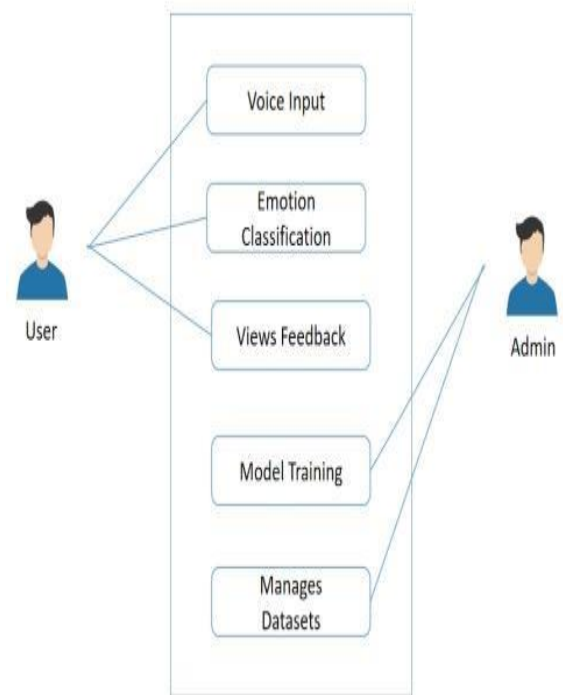 Voice Input
Emotion
Classification
User
Views Feedback
Admin
Model Training
Manages
Datasets